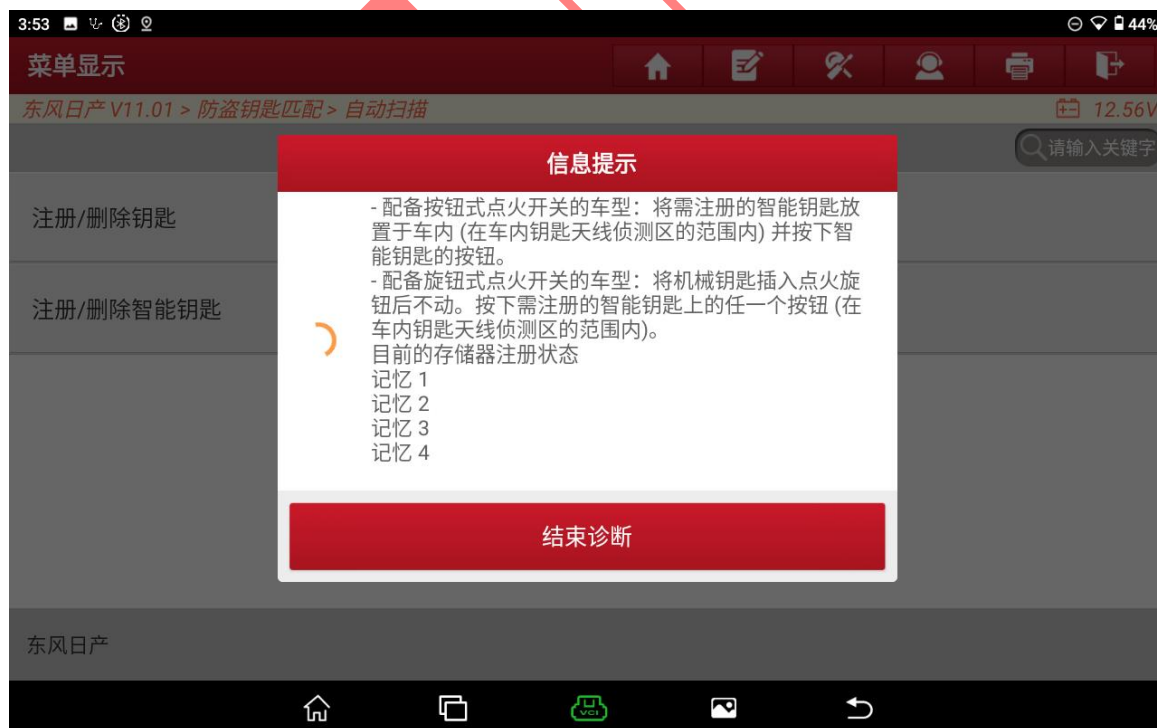 3:53
44%
菜单显示
东风日产 V11.01 > 防盗钥匙匹配 > 自动扫描
12.56V
请输入关键字
信息提示
注册/删除钥匙
注册/删除智能钥匙
- 配备按钮式点火开关的车型：将需注册的智能钥匙放
置于车内 (在车内钥匙天线侦测区的范围内) 并按下智
能钥匙的按钮。
- 配备旋钮式点火开关的车型：将机械钥匙插入点火旋
钮后不动。按下需注册的智能钥匙上的任一个按钮 (在
车内钥匙天线侦测区的范围内)。
目前的存储器注册状态
记忆 1
记忆 2
记忆 3
记忆 4
结束诊断
东风日产
VCI